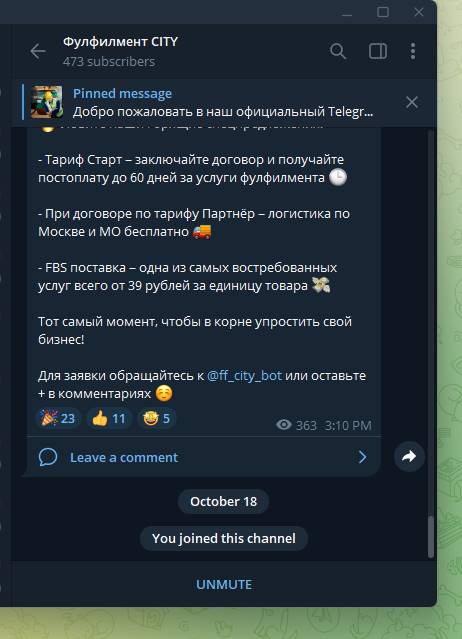 Фулфилмент CITY
473 subscribers
Pinned message
Добро пожаловать в наш официальный Telegr...
- Тариф Старт – заключайте договор и получайте
постоплату до 60 дней за услуги фулфилмента 🕒
- При договоре по тарифу Партнёр – логистика по
Москве и МО бесплатно 🚚
- FBS поставка – одна из самых востребованных
услуг всего от 39 рублей за единицу товара 💸
Тот самый момент, чтобы в корне упростить свой
бизнес!
Для заявки обращайтесь к @ff_city_bot или оставьте
+ в комментариях ☺️
🎉 23 👍 11 🤩 5
363 3:10 PM
Leave a comment
October 18
You joined this channel
UNMUTE